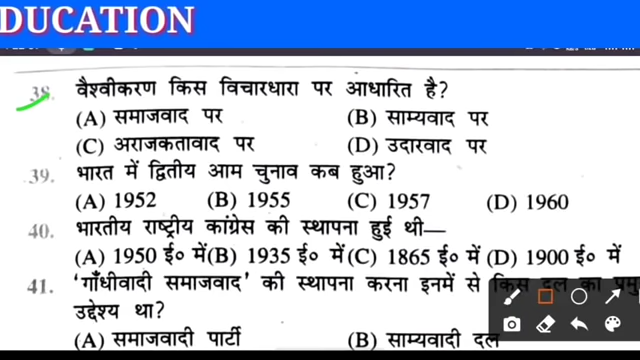 DUCATION
38. वैश्वीकरण किस विचारधारा पर आधारित है?
(A) समाजवाद पर (B) साम्यवाद पर
(C) अराजकतावाद पर (D) उदारवाद पर
39. भारत में द्वितीय आम चुनाव कब हुआ?
(A) 1952 (B) 1955 (C) 1957 (D) 1960
40. भारतीय राष्ट्रीय कांग्रेस की स्थापना हुई थी—
(A) 1950 ई० में(B) 1935 ई० में(C) 1865 ई० में(D) 1900 ई० में
41. 'गाँधीवादी समाजवाद' की स्थापना करना इनमें से किस दल का
उद्देश्य था?
(A) समाजवादी पार्टी (B) साम्यवादी दल